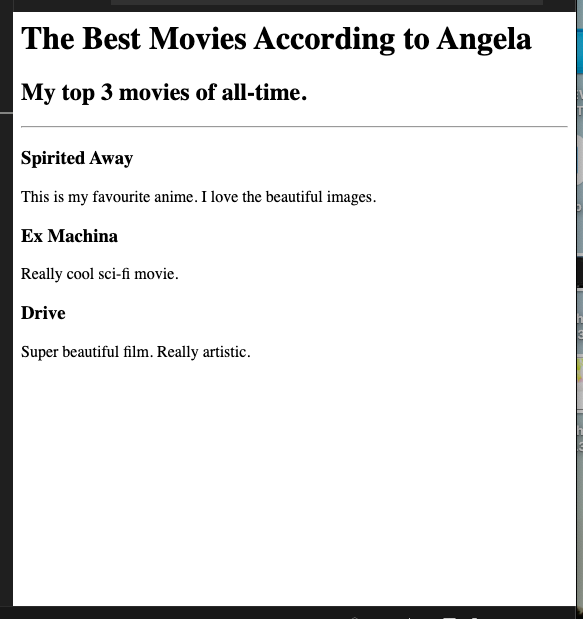 The Best Movies According to Angela
My top 3 movies of all-time.
Spirited Away
This is my favourite anime. I love the beautiful images.
Ex Machina
Really cool sci-fi movie.
Drive
Super beautiful film. Really artistic.